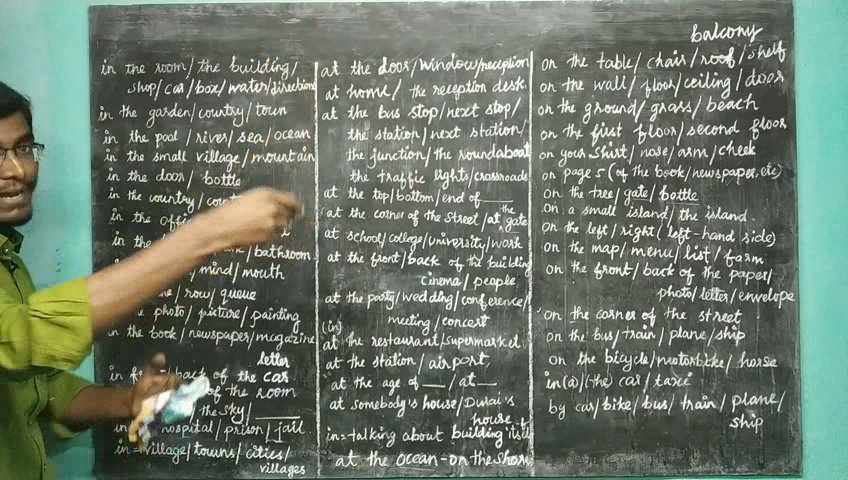 balcony
in the room/the building/
shop/car/box/water/direction
in the garden/country/town
in the pool/river/sea/ocean
in the small village/mountain
in the door/bottle
in the country/
in the
in the /bathroom
/mind/mouth
/row/queue
photo/picture/painting
in the book/newspaper/magazine
letter
in /back of the car
of the room
the sky/
in hospital/prison/jail
in=village/towns/cities/
villages
at the door/window/reception
at home/the reception desk.
at the bus stop/next stop/
the station/next station/
the junction/the roundabout
the traffic lights/crossroads
at the top/bottom/end of ____
at the corner of the street/at the gate
at school/college/university/work
at the front/back of the building
cinema/people
at the party/wedding/conference/
meeting/concert
(in)
at the restaurant/supermarket
at the station/airport,
at the age of __/at __
at somebody's house/Durai's
house
in=talking about building itself
at the ocean-on the shore
on the table/chair/roof/shelf
on the wall/floor/ceiling/door
on the ground/grass/beach
on the first floor/second floor
on your shirt/nose/arm/cheek
on page 5 (of the book/newspaper, etc)
on the tree/gate/bottle
on a small island/the island.
on the left/right (left-hand side)
on the map/menu/list/farm
on the front/back of the paper/
photo/letter/envelope
on the corner of the street
on the bus/train/plane/ship
on the bicycle/motorbike/horse
in(a)(the) car/taxi
by car/bike/bus/train/plane/
ship